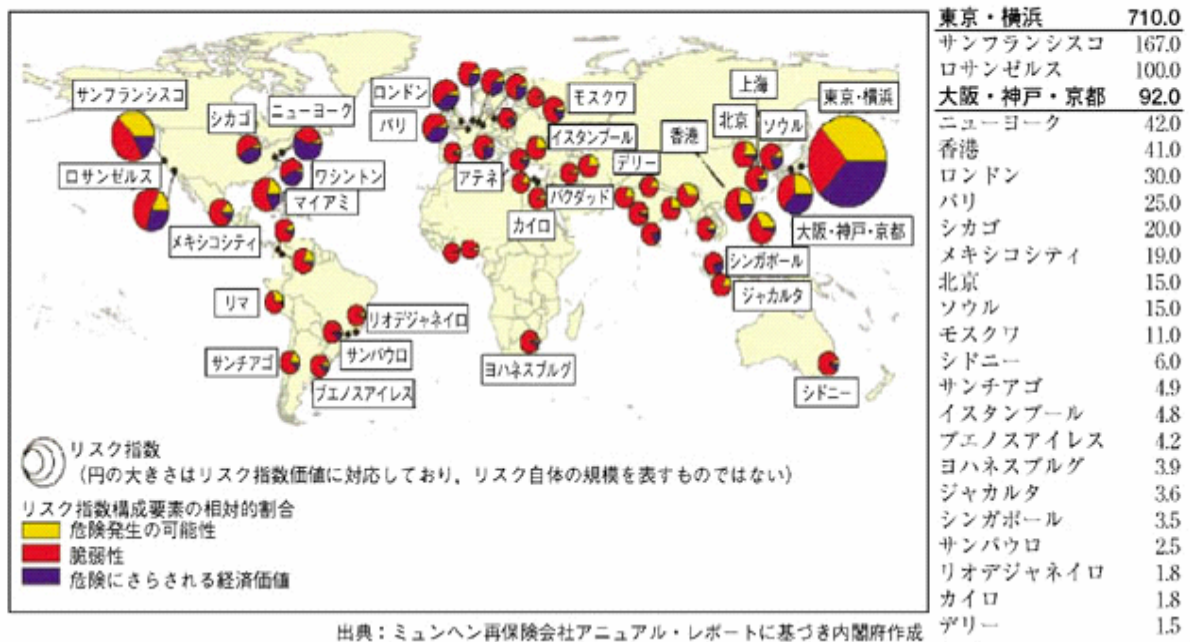 サンフランシスコ
シカゴ
ニューヨーク
ロサンゼルス
ワシントン
マイアミ
メキシコシティ
リマ
リオデジャネイロ
サンパウロ
サンチアゴ
ブエノスアイレス
ロンドン
パリ
モスクワ
イスタンブール
アテネ
バクダッド
カイロ
デリー
ヨハネスブルグ
香港
北京
上海
ソウル
東京・横浜
大阪・神戸・京都
シンガポール
ジャカルタ
シドニー
リスク指数
（円の大きさはリスク指数価値に対応しており，リスク自体の規模を表すものではない）
リスク指数構成要素の相対的割合
危険発生の可能性
脆弱性
危険にさらされる経済価値
出典：ミュンヘン再保険会社アニュアル・レポートに基づき内閣府作成
東京・横浜 710.0
サンフランシスコ 167.0
ロサンゼルス 100.0
大阪・神戸・京都 92.0
ニューヨーク 42.0
香港 41.0
ロンドン 30.0
パリ 25.0
シカゴ 20.0
メキシコシティ 19.0
北京 15.0
ソウル 15.0
モスクワ 11.0
シドニー 6.0
サンチアゴ 4.9
イスタンブール 4.8
ブエノスアイレス 4.2
ヨハネスブルグ 3.9
ジャカルタ 3.6
シンガポール 3.5
サンパウロ 2.5
リオデジャネイロ 1.8
カイロ 1.8
デリー 1.5